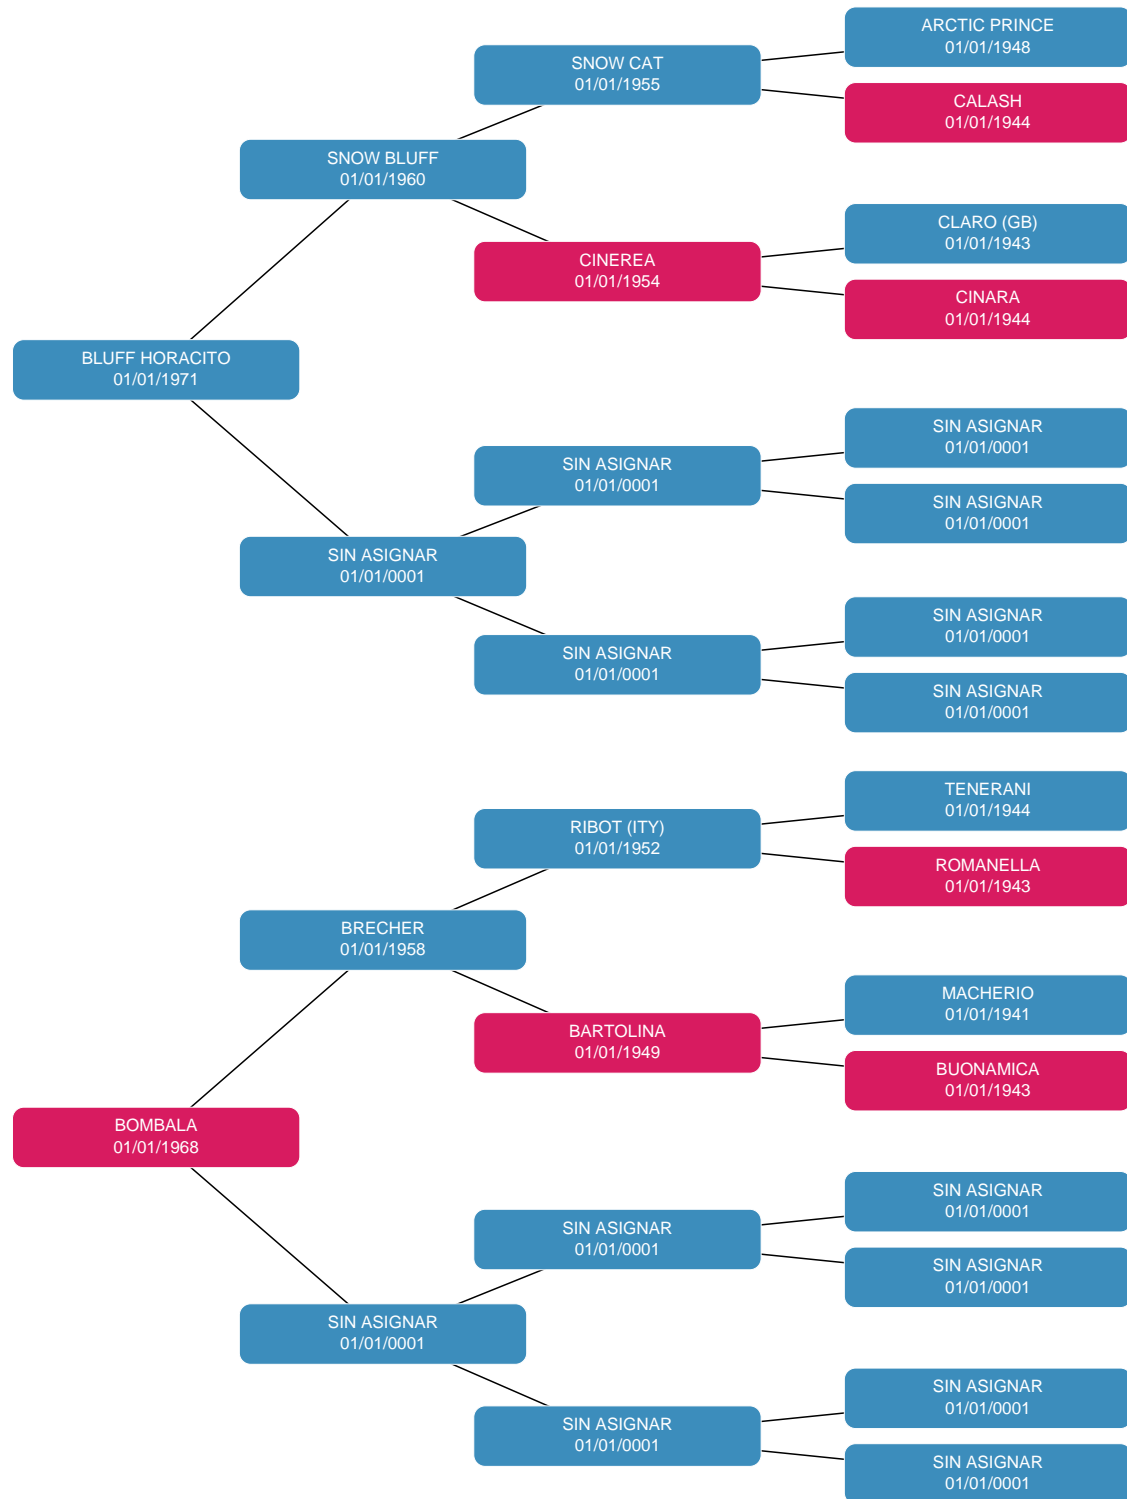 ARCTIC PRINCE
01/01/1948
SNOW CAT
01/01/1955
CALASH
01/01/1944
SNOW BLUFF
01/01/1960
CLARO (GB)
01/01/1943
CINEREA
01/01/1954
CINARA
01/01/1944
BLUFF HORACITO
01/01/1971
SIN ASIGNAR
01/01/0001
SIN ASIGNAR
01/01/0001
SIN ASIGNAR
01/01/0001
SIN ASIGNAR
01/01/0001
SIN ASIGNAR
01/01/0001
SIN ASIGNAR
01/01/0001
SIN ASIGNAR
01/01/0001
TENERANI
01/01/1944
RIBOT (ITY)
01/01/1952
ROMANELLA
01/01/1943
BRECHER
01/01/1958
MACHERIO
01/01/1941
BARTOLINA
01/01/1949
BUONAMICA
01/01/1943
BOMBALA
01/01/1968
SIN ASIGNAR
01/01/0001
SIN ASIGNAR
01/01/0001
SIN ASIGNAR
01/01/0001
SIN ASIGNAR
01/01/0001
SIN ASIGNAR
01/01/0001
SIN ASIGNAR
01/01/0001
SIN ASIGNAR
01/01/0001